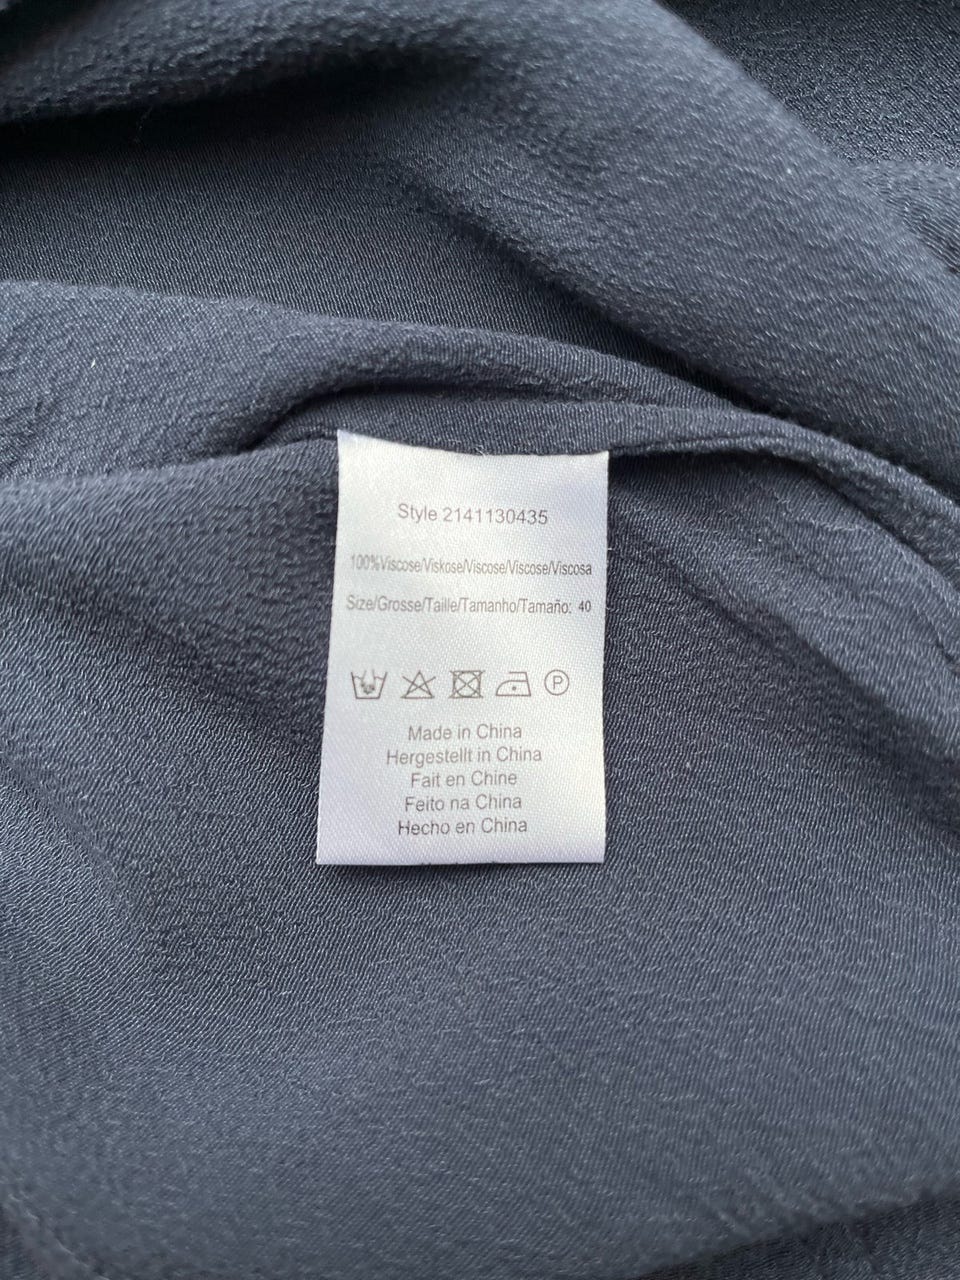 Style 2141130435
100%Viscose/Viskose/Viscose/Viscose/Viscosa
Size/Grosse/Taille/Tamanho/Tamaño: 40
P
Made in China
Hergestellt in China
Fait en Chine
Feito na China
Hecho en China